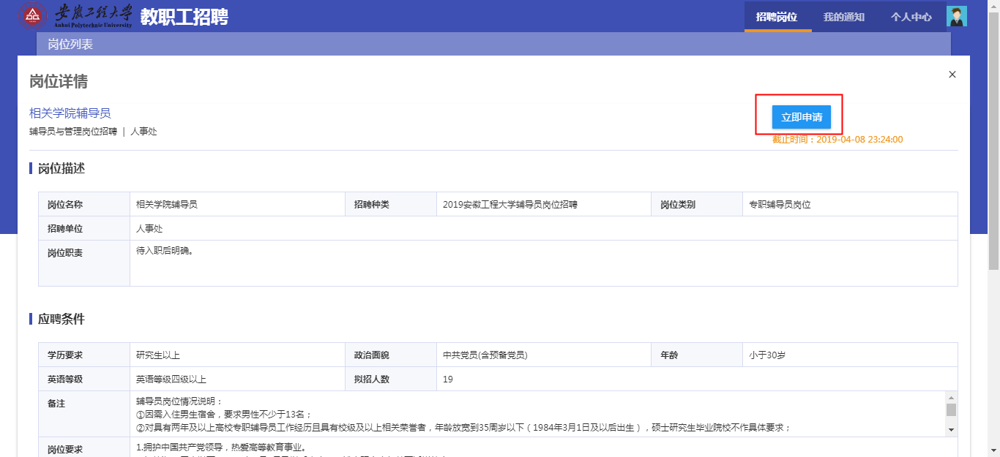 安徽工程大学
Anhui Polytechnic University
教职工招聘
招聘岗位 我的通知 个人中心
岗位列表
岗位详情
×
相关学院辅导员
立即申请
辅导员与管理岗位招聘 | 人事处
截止时间：2019-04-08 23:24:00
岗位描述
岗位名称 相关学院辅导员 招聘种类 2019安徽工程大学辅导员岗位招聘 岗位类别 专职辅导员岗位
招聘单位 人事处
岗位职责 待入职后明确。
应聘条件
学历要求 研究生以上 政治面貌 中共党员(含预备党员) 年龄 小于30岁
英语等级 英语等级四级以上 拟招人数 19
备注 辅导员岗位情况说明：
①因需入住男生宿舍，要求男性不少于13名；
②对具有两年及以上高校专职辅导员工作经历且具有校级及以上相关荣誉者，年龄放宽到35周岁以下（1984年3月1日及以后出生），硕士研究生毕业院校不作具体要求；
岗位要求 1.拥护中国共产党领导，热爱高等教育事业。